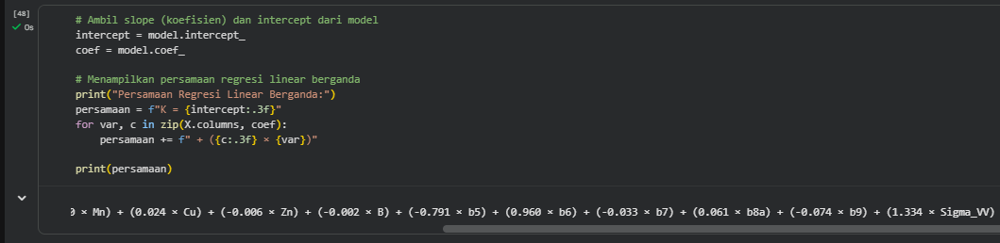 [48]
0s
# Ambil slope (koefisien) dan intercept dari model
intercept = model.intercept_
coef = model.coef_
# Menampilkan persamaan regresi linear berganda
print("Persamaan Regresi Linear Berganda:")
persamaan = f"K = {intercept:.3f}"
for var, c in zip(X.columns, coef):
    persamaan += f" + ({c:.3f} × {var})"
print(persamaan)
× Mn) + (0.024 × Cu) + (-0.006 × Zn) + (-0.002 × B) + (-0.791 × b5) + (0.960 × b6) + (-0.033 × b7) + (0.061 × b8a) + (-0.074 × b9) + (1.334 × Sigma_VV)